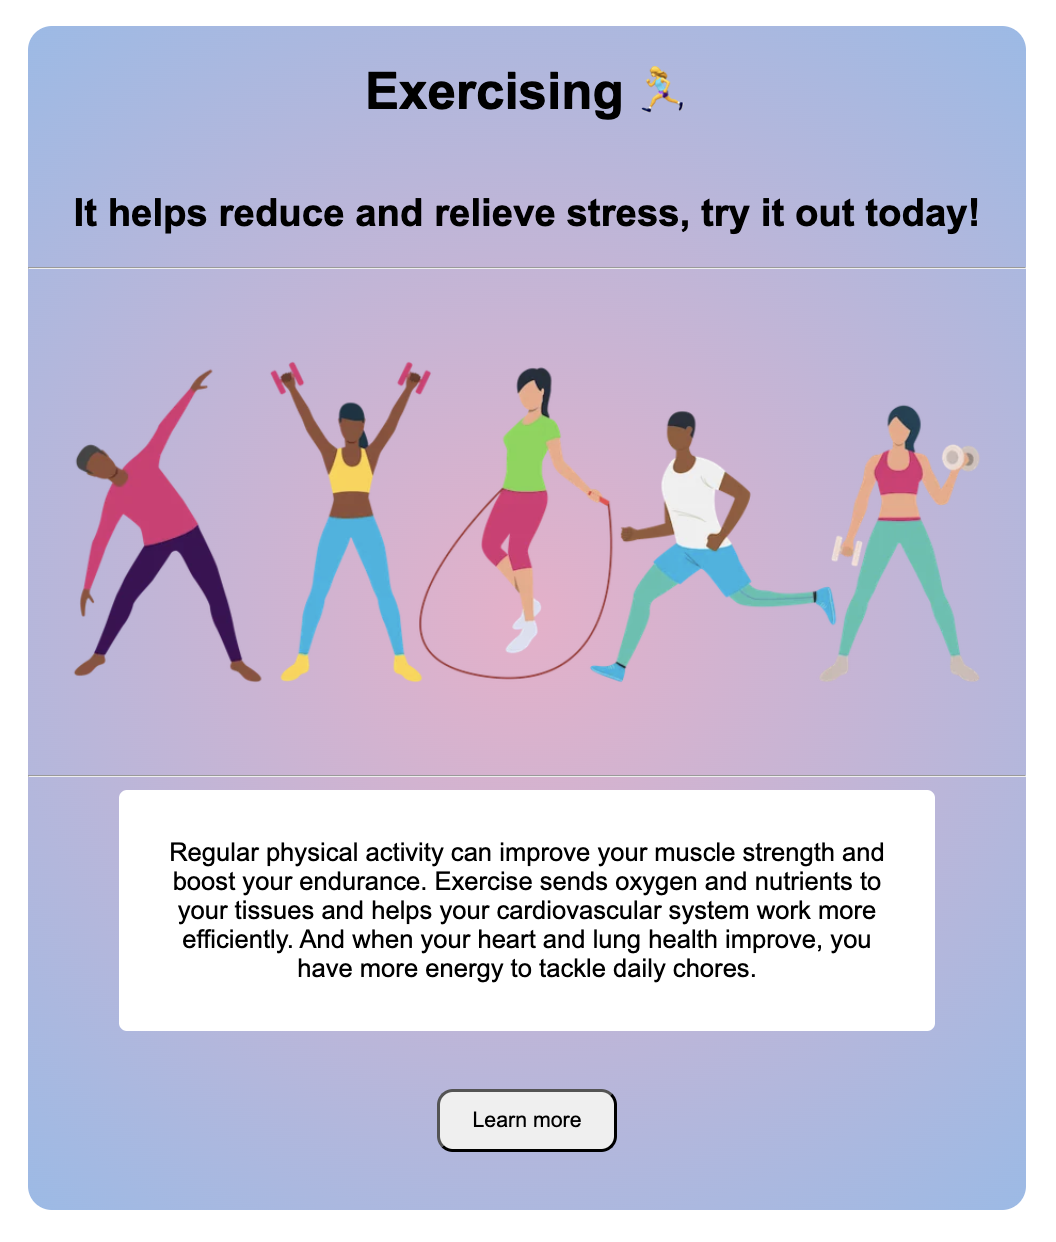 Exercising 🏃‍♀️
It helps reduce and relieve stress, try it out today!
Regular physical activity can improve your muscle strength and
boost your endurance. Exercise sends oxygen and nutrients to
your tissues and helps your cardiovascular system work more
efficiently. And when your heart and lung health improve, you
have more energy to tackle daily chores.
Learn more